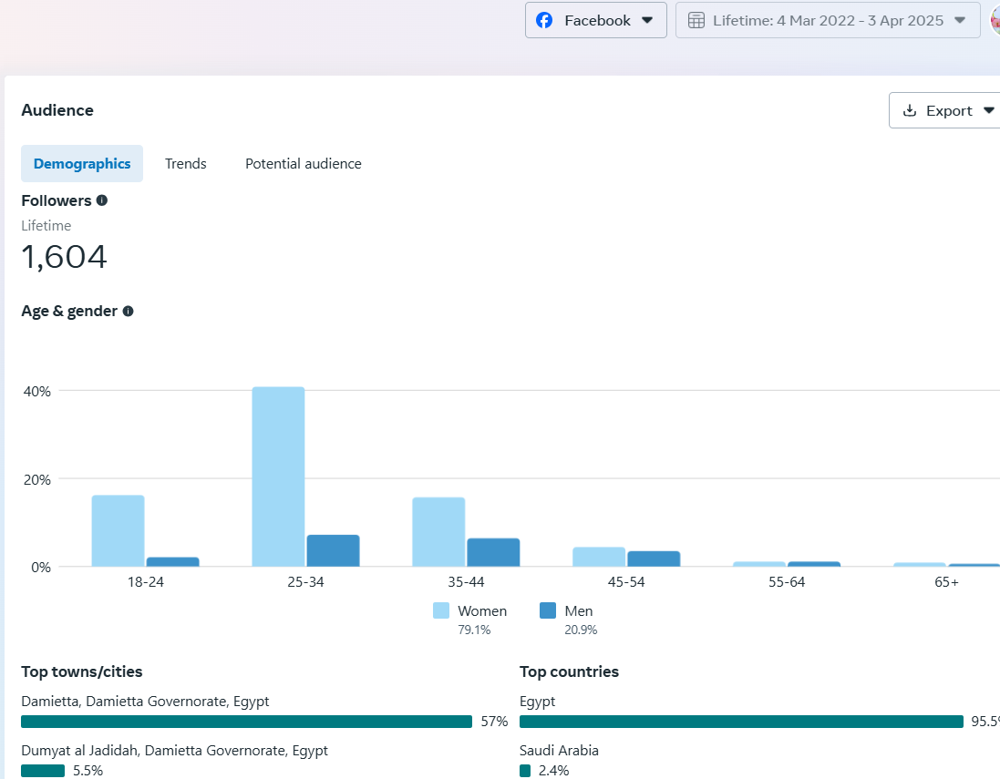 Facebook
Lifetime: 4 Mar 2022 - 3 Apr 2025
Audience
Export
Demographics
Trends
Potential audience
Followers
Lifetime
1,604
Age & gender
40%
20%
0%
18-24
25-34
35-44
45-54
55-64
65+
Women
79.1%
Men
20.9%
Top towns/cities
Damietta, Damietta Governorate, Egypt
57%
Dumyat al Jadidah, Damietta Governorate, Egypt
5.5%
Top countries
Egypt
95.5%
Saudi Arabia
2.4%